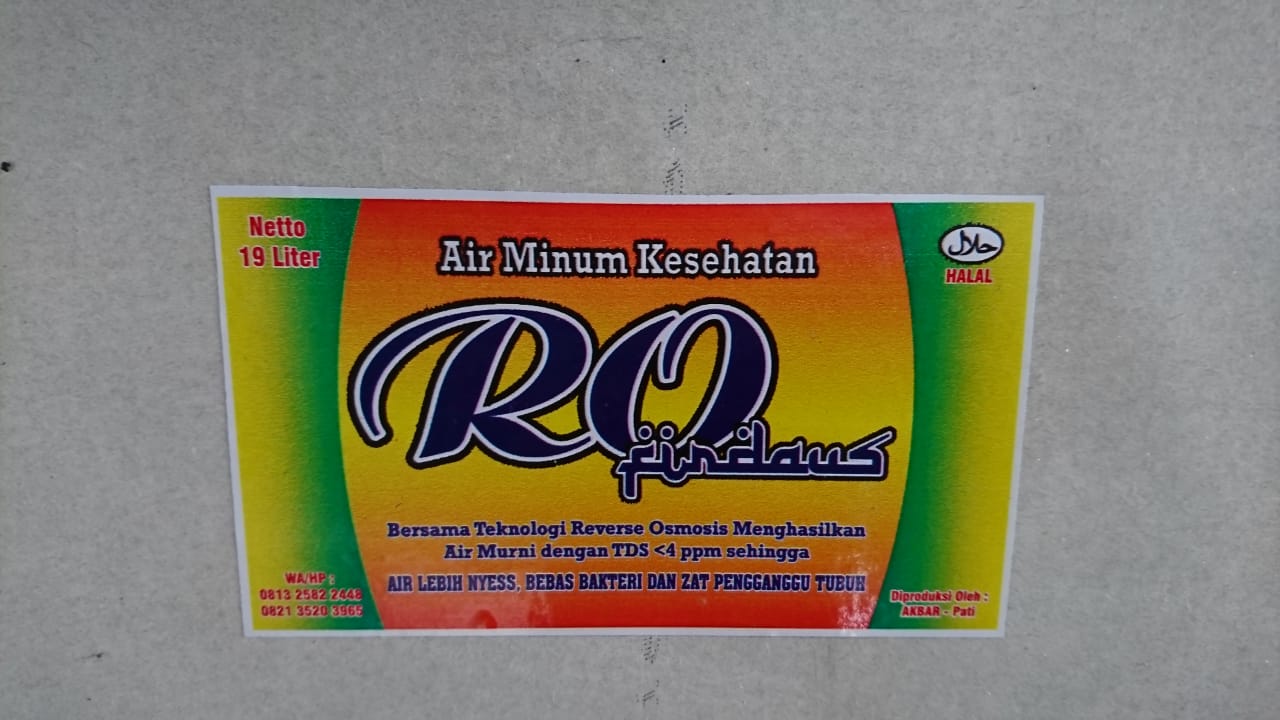 Netto
19 Liter
Air Minum Kesehatan
حلال
HALAL
RO
firdaus
Bersama Teknologi Reverse Osmosis Menghasilkan
Air Murni dengan TDS <4 ppm sehingga
AIR LEBIH NYESS, BEBAS BAKTERI DAN ZAT PENGGANGGU TUBUH
WA/HP :
0813 2582 2448
0821 3520 3965
Diproduksi Oleh :
AKBAR - Pati